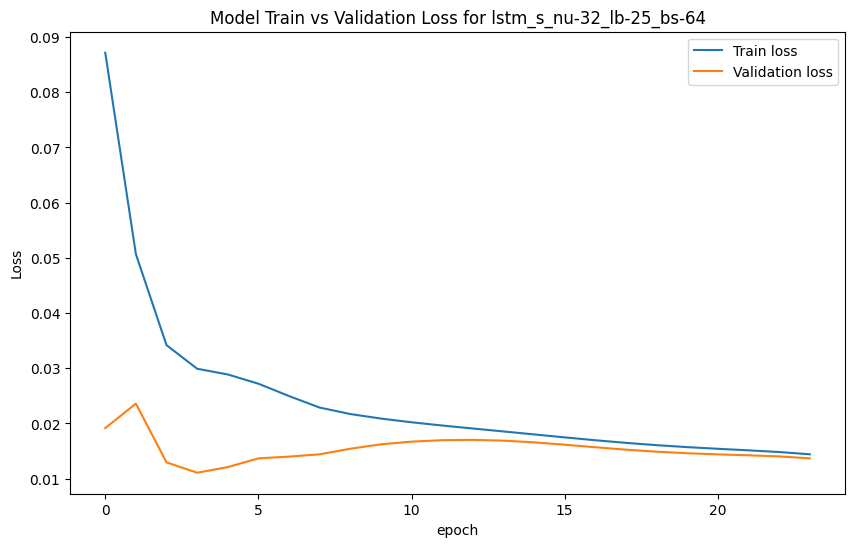 Model Train vs Validation Loss for lstm_s_nu-32_lb-25_bs-64
Train loss
Validation loss
0.09
0.08
0.07
0.06
0.05
0.04
0.03
0.02
0.01
Loss
0 5 10 15 20
epoch